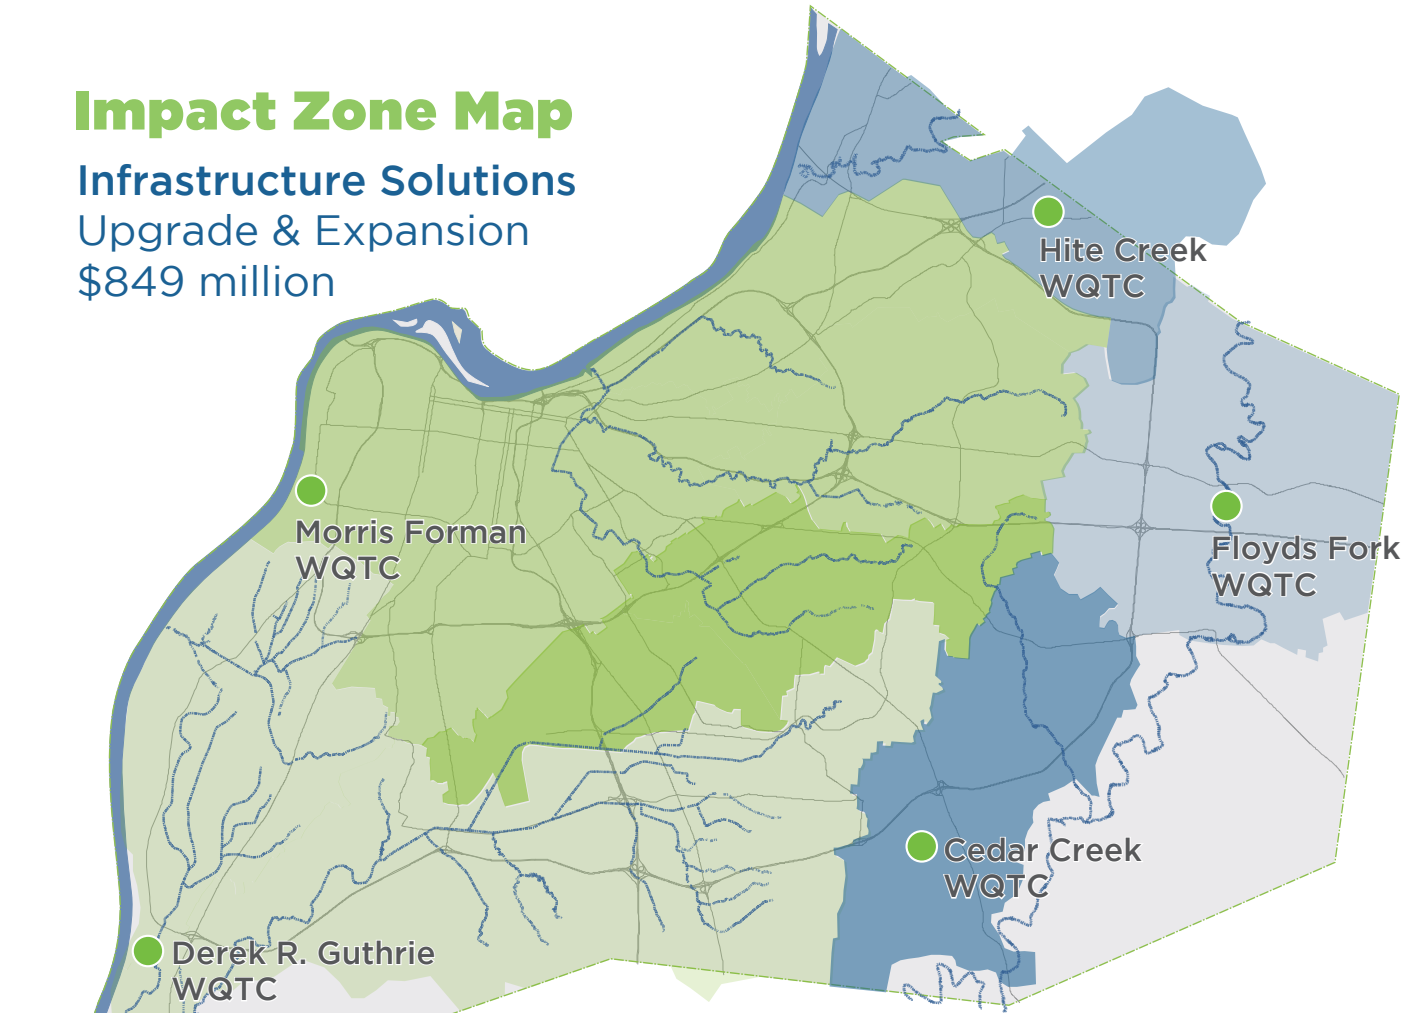 Impact Zone Map
Infrastructure Solutions
Upgrade & Expansion
$849 million
Hite Creek
WQTC
Morris Forman
WQTC
Floyds Fork
WQTC
Cedar Creek
WQTC
Derek R. Guthrie
WQTC